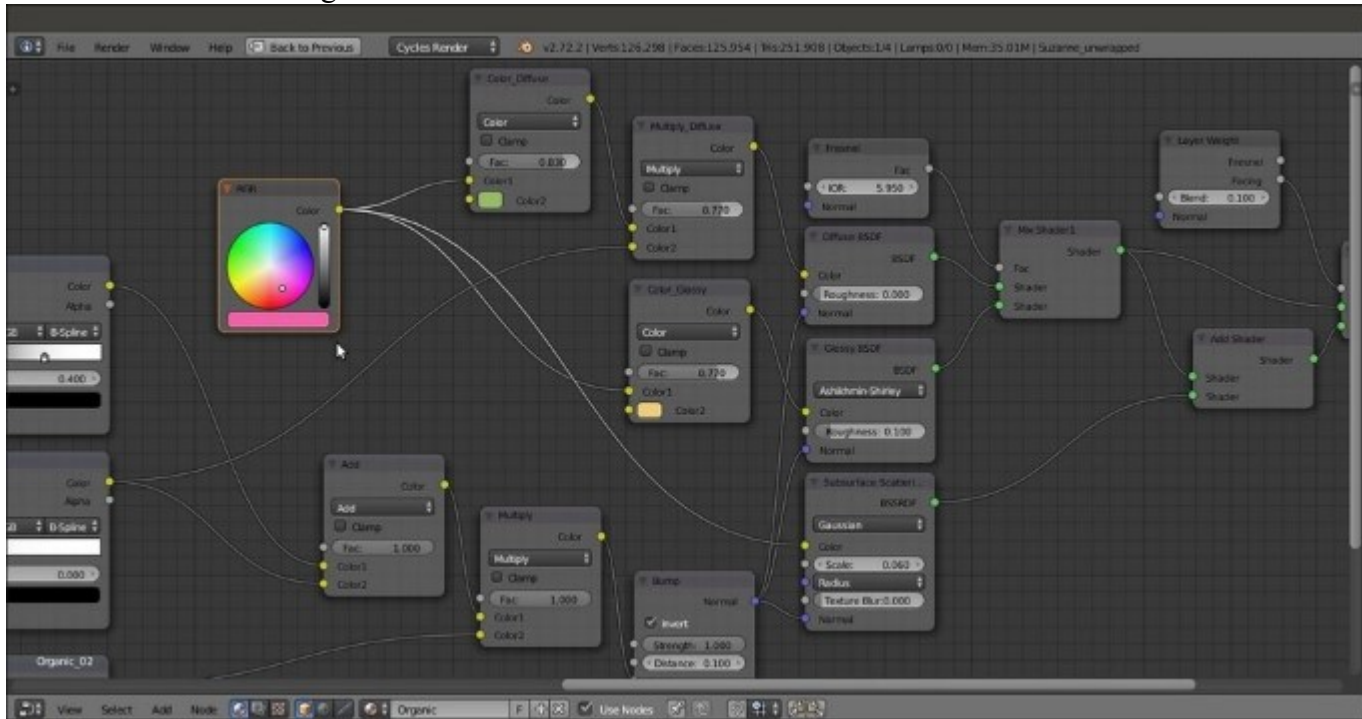 File Render Window Help Back to Previous Cycles Render v2.72.2 | Verts:126,298 | Faces:125,954 | Tris:251,908 | Objects:1/4 | Lamps:0/0 | Mem:35.01M | Suzanne_unwrapped
Color_Diffuse
Color
Color
Clamp
Fac: 0.830
Color1
Color2
Multiply_Diffuse
Color
Multiply
Clamp
Fac: 0.770
Color1
Color2
Fresnel
Fac
IOR: 5.950
Normal
Layer Weight
Fresnel
Facing
Blend: 0.100
Normal
RGB
Color
Diffuse BSDF
BSDF
Color
Roughness: 0.000
Normal
Mix Shader1
Shader
Fac
Shader
Shader
Color
Alpha
B-Spline
0.400
Color_Glossy
Color
Color
Clamp
Fac: 0.770
Color1
Color2
Glossy BSDF
BSDF
Ashikhmin-Shirley
Color
Roughness: 0.100
Normal
Add Shader
Shader
Shader
Shader
Color
Alpha
B-Spline
0.000
Add
Color
Add
Clamp
Fac: 1.000
Color1
Color2
Multiply
Color
Multiply
Clamp
Fac: 1.000
Color1
Color2
Subsurface Scatteri...
BSSRDF
Gaussian
Color
Scale: 0.060
Radius
Texture Blur:0.000
Normal
Bump
Normal
Invert
Strength: 1.000
Distance: 0.100
Organic_02
View Select Add Node Organic F Use Nodes